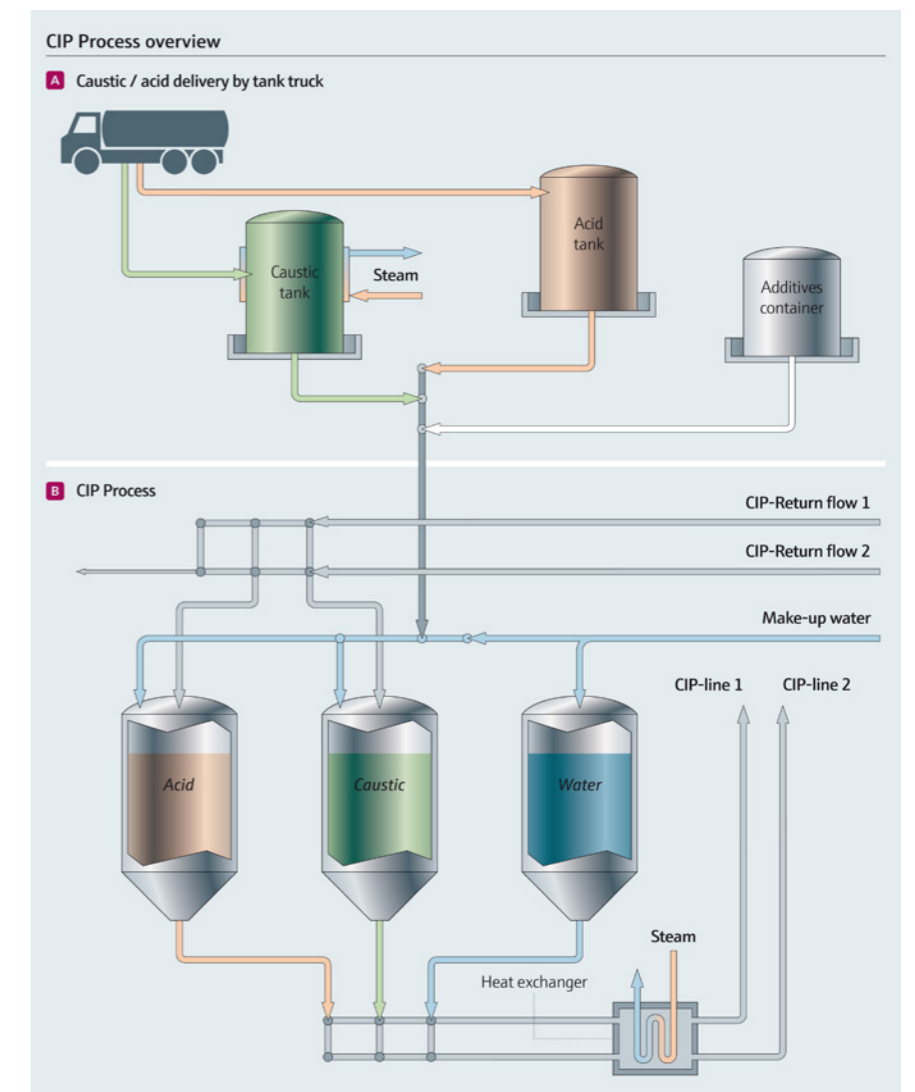 CIP Process overview
A Caustic / acid delivery by tank truck
Acid
tank
Caustic
tank
Steam
Additives
container
B CIP Process
CIP-Return flow 1
CIP-Return flow 2
Make-up water
CIP-line 1
CIP-line 2
Acid
Caustic
Water
Steam
Heat exchanger